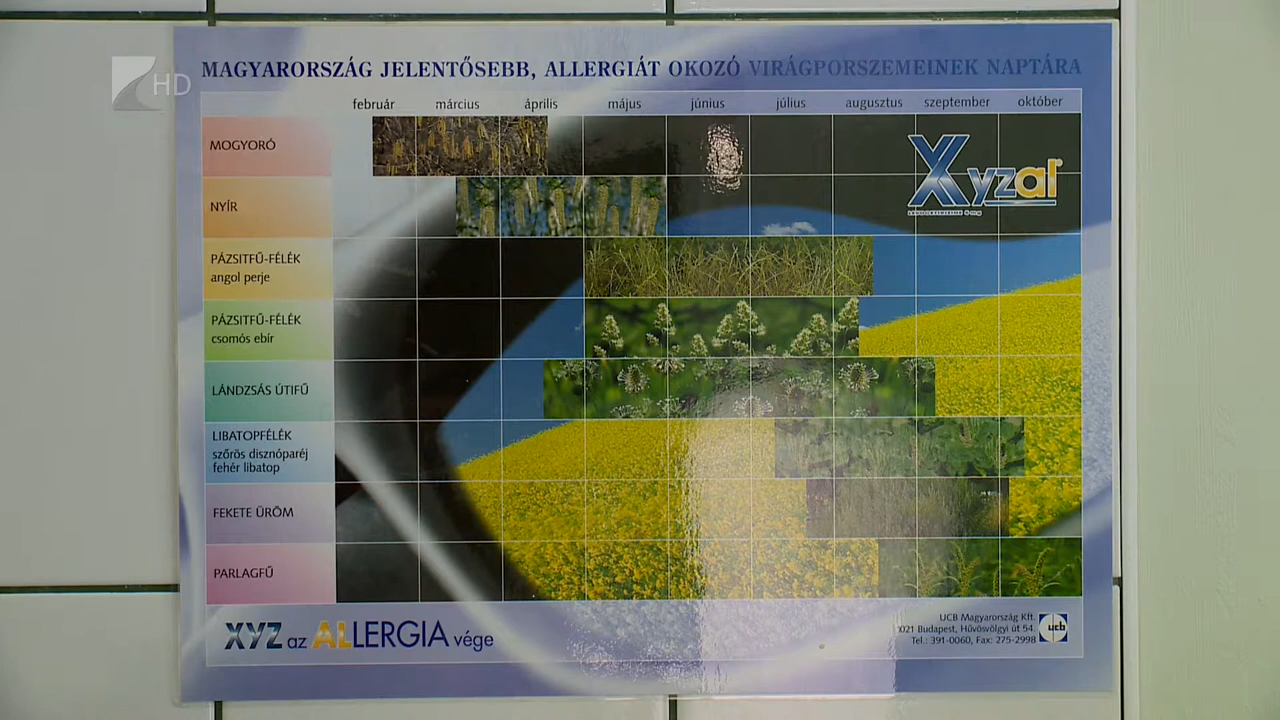 HD
MAGYARORSZÁG JELENTŐSEBB, ALLERGIÁT OKOZÓ VIRÁGPORSZEMEINEK NAPTÁRA
február március április május június július augusztus szeptember október
MOGYORÓ
Xyzal®
NYÍR
PÁZSITFŰ-FÉLÉK
angol perje
PÁZSITFŰ-FÉLÉK
csomós ebír
LÁNDZSÁS ÚTIFŰ
LIBATOPFÉLÉK
szőrös disznóparéj
fehér libatop
FEKETE ÜRÖM
PARLAGFŰ
XYZ az ALLERGIA vége
UCB Magyarország Kft.
1021 Budapest, Hűvösvölgyi út 54.
Tel.: 391-0060, Fax: 275-2998
ucb